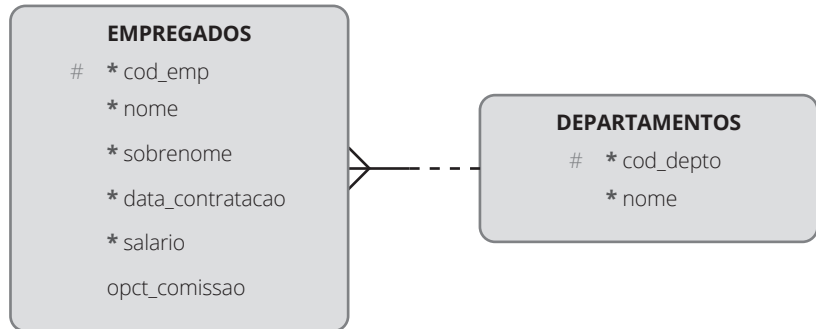 EMPREGADOS
# * cod_emp
* nome
* sobrenome
* data_contratacao
* salario
opct_comissao
DEPARTAMENTOS
# * cod_depto
* nome